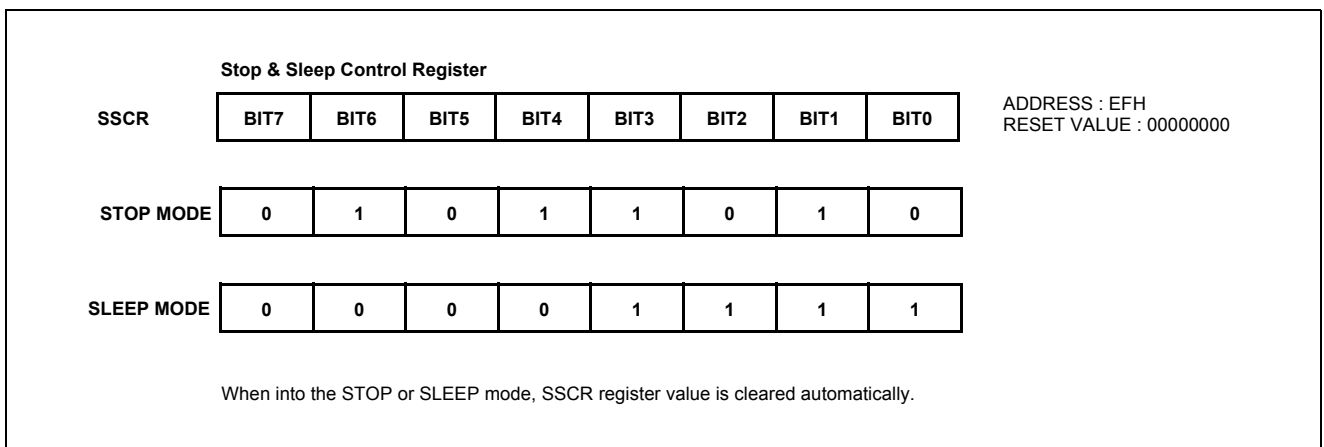 Stop & Sleep Control Register
SSCR BIT7 BIT6 BIT5 BIT4 BIT3 BIT2 BIT1 BIT0
ADDRESS : EFH
RESET VALUE : 00000000
STOP MODE 0 1 0 1 1 0 1 0
SLEEP MODE 0 0 0 0 1 1 1 1
When into the STOP or SLEEP mode, SSCR register value is cleared automatically.